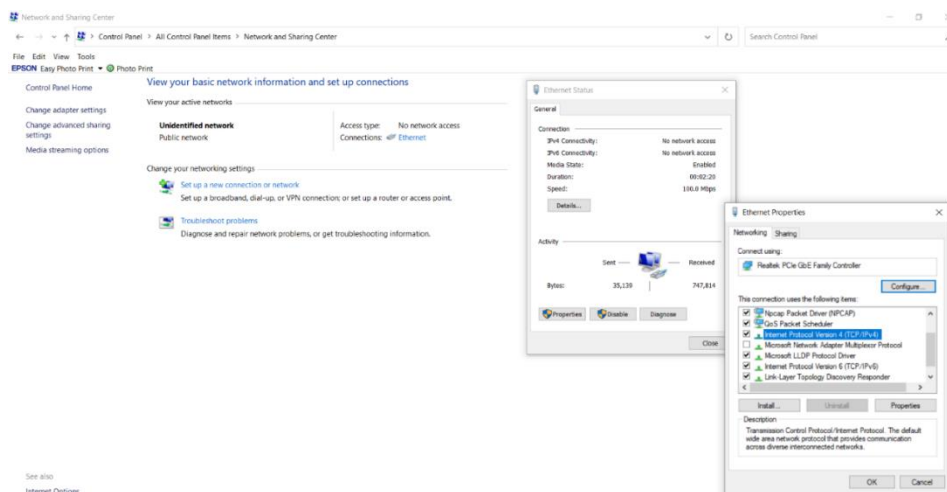 Network and Sharing Center
Control Panel > All Control Panel Items > Network and Sharing Center
Search Control Panel
File Edit View Tools
EPSON Easy Photo Print Photo Print
Control Panel Home
Change adapter settings
Change advanced sharing
settings
Media streaming options
See also
Internet Options
View your basic network information and set up connections
View your active networks
Unidentified network
Public network
Access type: No network access
Connections: Ethernet
Change your networking settings
Set up a new connection or network
Set up a broadband, dial-up, or VPN connection; or set up a router or access point.
Troubleshoot problems
Diagnose and repair network problems, or get troubleshooting information.
Ethernet Status
General
Connection
IPv4 Connectivity: No network access
IPv6 Connectivity: No network access
Media State: Enabled
Duration: 00:02:20
Speed: 100.0 Mbps
Details...
Activity
Sent Received
Bytes: 35,139 747,814
Properties Disable Diagnose
Close
Ethernet Properties
Networking Sharing
Connect using:
Realtek PCIe GbE Family Controller
Configure...
This connection uses the following items:
Npcap Packet Driver (NPCAP)
QoS Packet Scheduler
Internet Protocol Version 4 (TCP/IPv4)
Microsoft Network Adapter Multiplexor Protocol
Microsoft LLDP Protocol Driver
Internet Protocol Version 6 (TCP/IPv6)
Link-Layer Topology Discovery Responder
Install... Uninstall Properties
Description
Transmission Control Protocol/Internet Protocol. The default
wide area network protocol that provides communication
across diverse interconnected networks.
OK Cancel